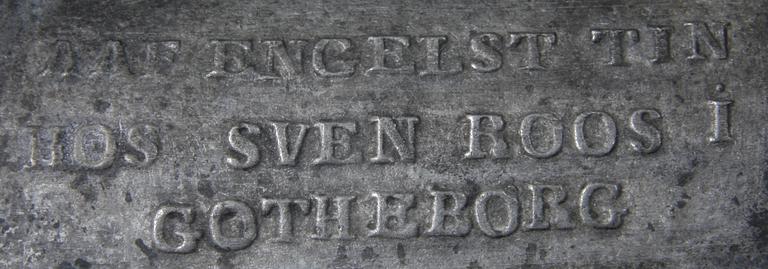 AAF ENGELST TIN
HOS SVEN ROOS İ
GOTHEBORG